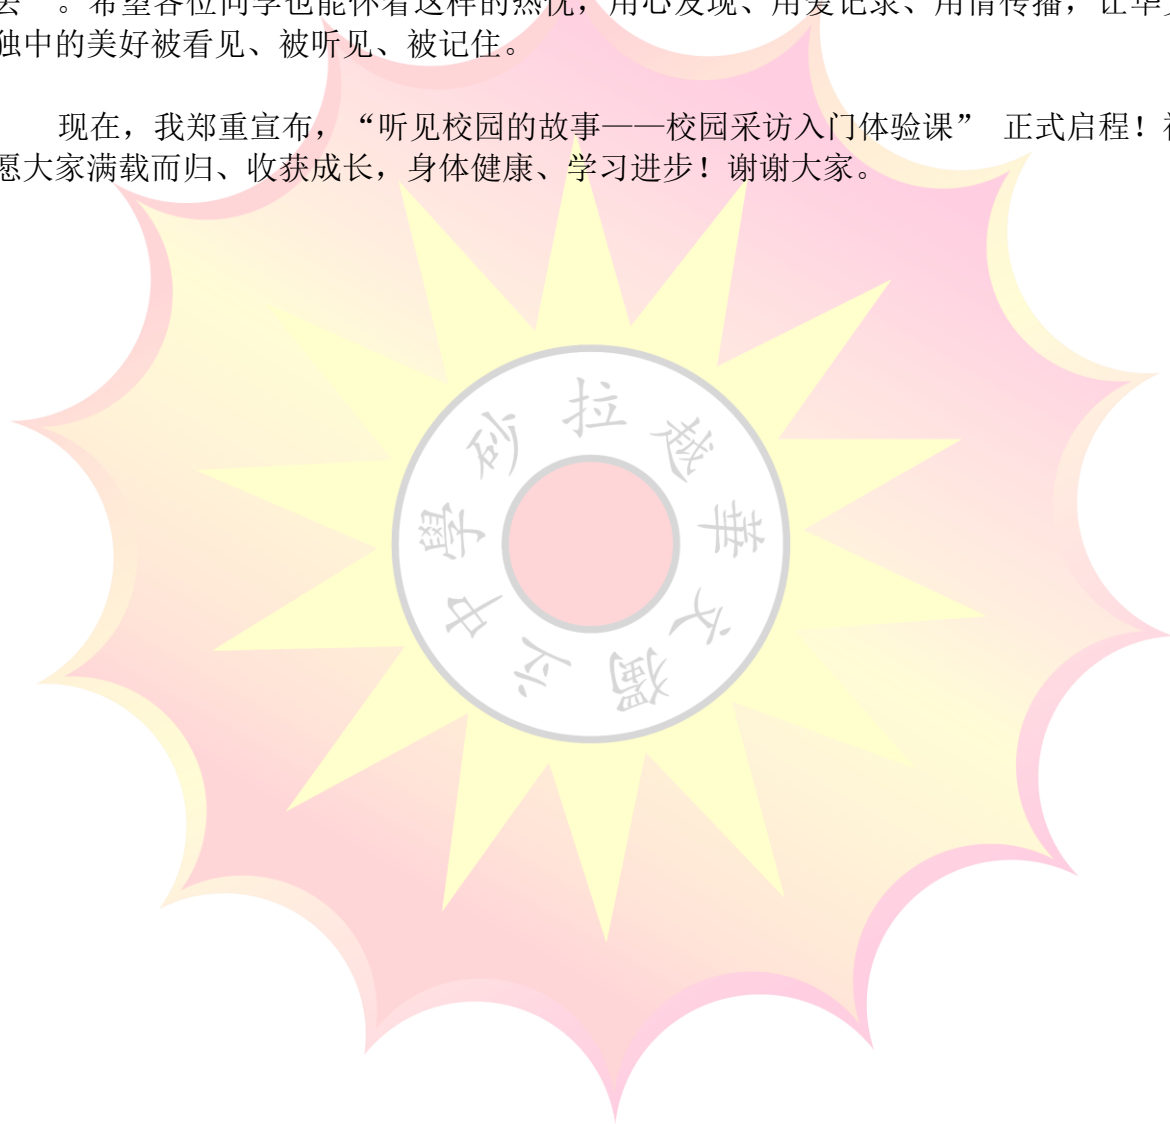 。希望各位同学也能怀着这样的热忱，用心发现、用爱记录、用情传播，让华
独中的美好被看见、被听见、被记住。
现在，我郑重宣布，“听见校园的故事——校园采访入门体验课” 正式启程！
愿大家满载而归、收获成长，身体健康、学习进步！谢谢大家。
砂拉越華文獨立中學